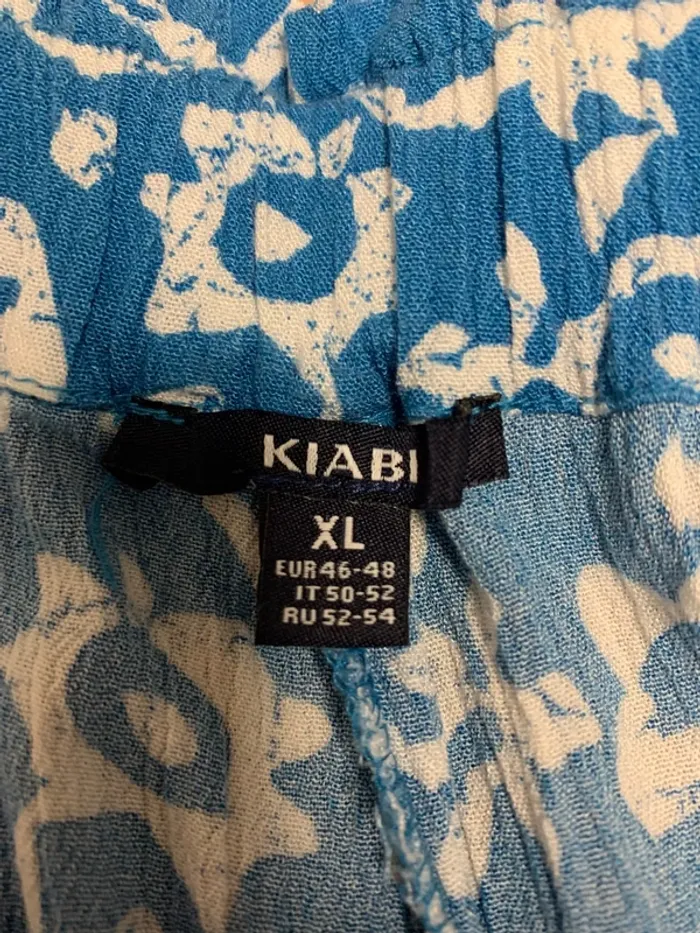 KIABI
XL
EUR 46-48
IT 50-52
RU 52-54